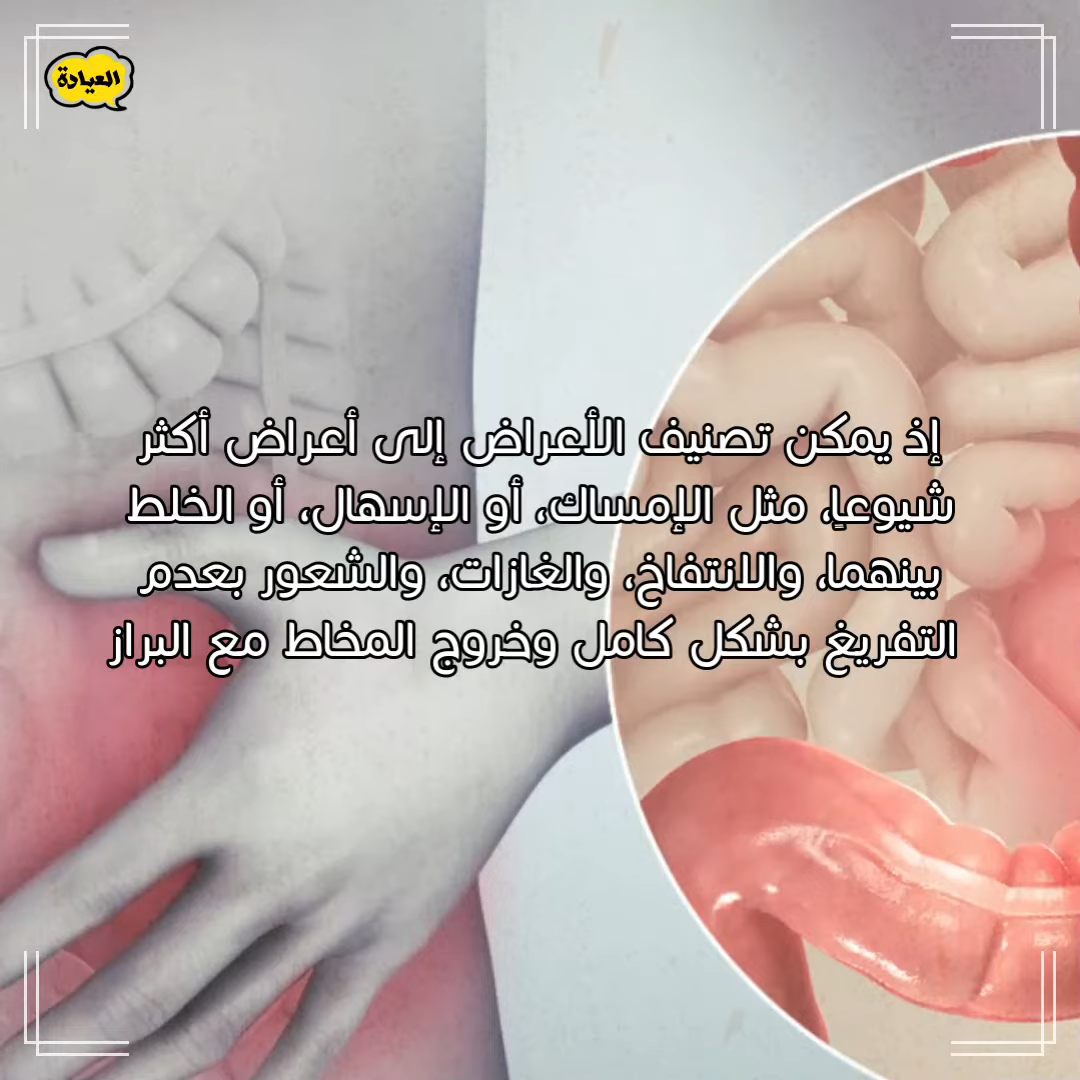 العيادة
إذ يمكن تصنيف الأعراض إلى أعراض أكثر
شيوعاً، مثل الإمساك، أو الإسهال، أو الخلط
بينهما، والانتفاخ، والغازات، والشعور بعدم
التفريغ بشكل كامل وخروج المخاط مع البراز